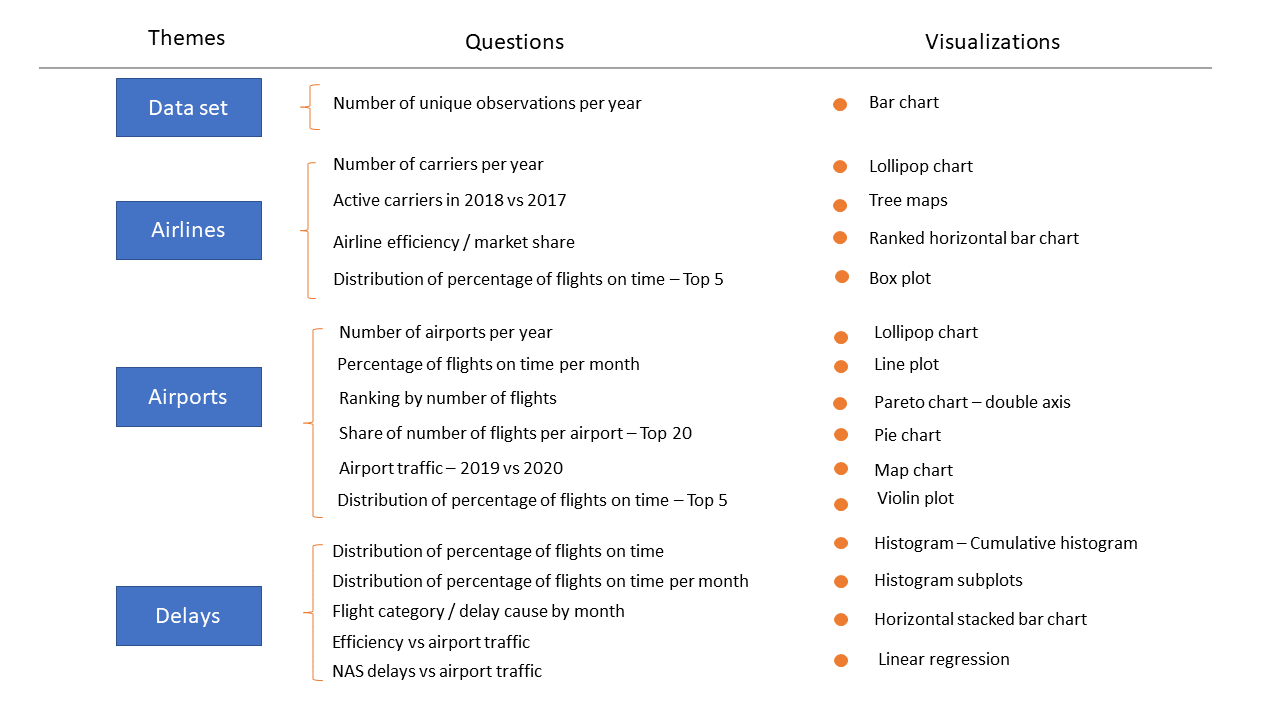 Themes
Questions
Visualizations
Data set
Number of unique observations per year
Bar chart
Airlines
Number of carriers per year
Lollipop chart
Active carriers in 2018 vs 2017
Tree maps
Airline efficiency / market share
Ranked horizontal bar chart
Distribution of percentage of flights on time – Top 5
Box plot
Airports
Number of airports per year
Lollipop chart
Percentage of flights on time per month
Line plot
Ranking by number of flights
Pareto chart – double axis
Share of number of flights per airport – Top 20
Pie chart
Airport traffic – 2019 vs 2020
Map chart
Distribution of percentage of flights on time – Top 5
Violin plot
Delays
Distribution of percentage of flights on time
Histogram – Cumulative histogram
Distribution of percentage of flights on time per month
Histogram subplots
Flight category / delay cause by month
Horizontal stacked bar chart
Efficiency vs airport traffic
NAS delays vs airport traffic
Linear regression